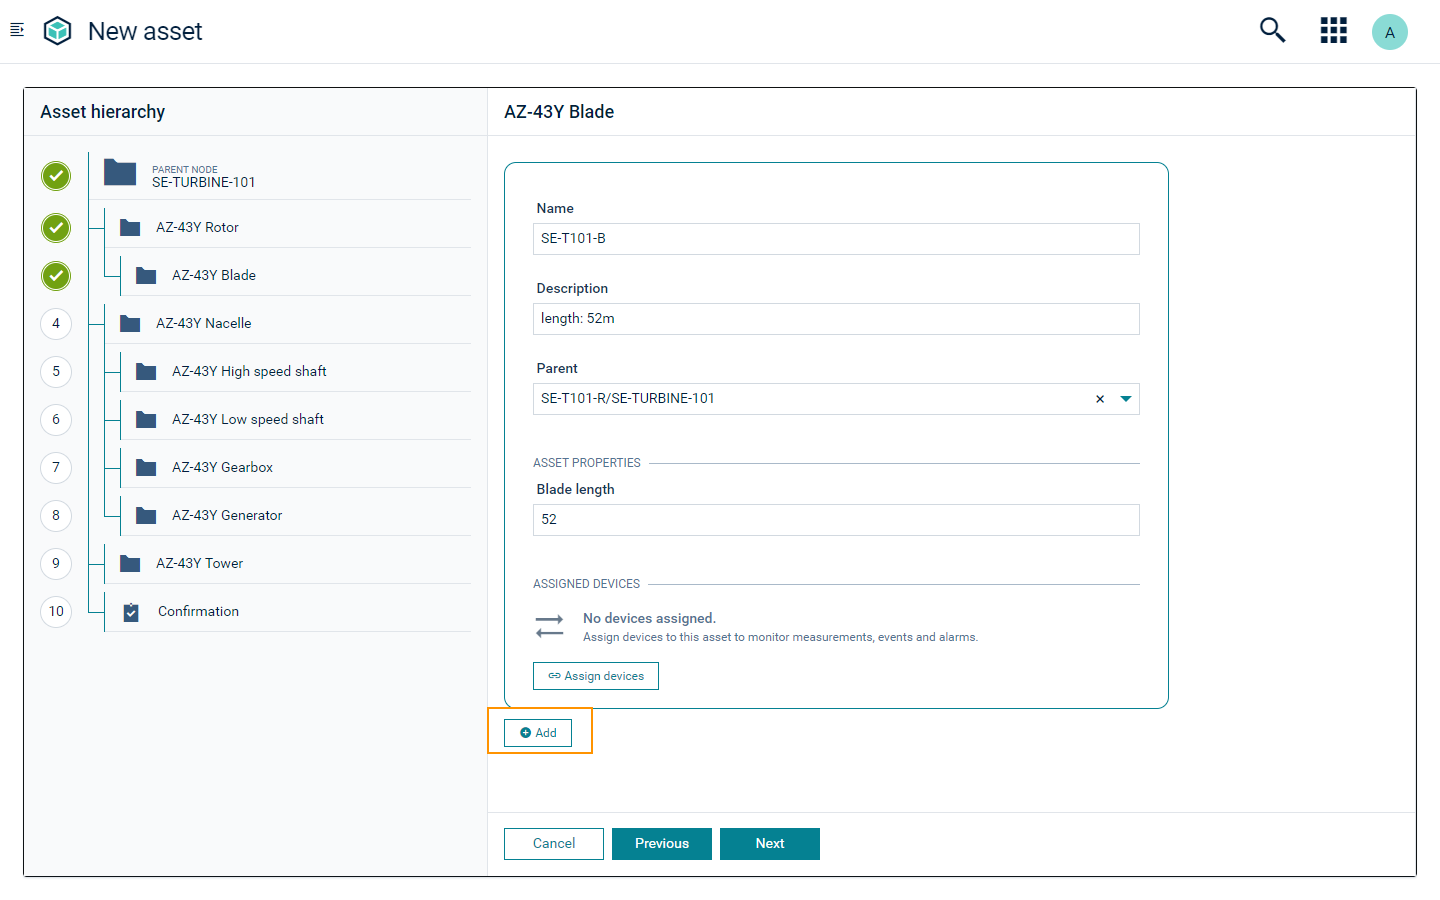 New asset
A
Asset hierarchy
PARENT NODE
SE-TURBINE-101
AZ-43Y Rotor
AZ-43Y Blade
4
AZ-43Y Nacelle
5
AZ-43Y High speed shaft
6
AZ-43Y Low speed shaft
7
AZ-43Y Gearbox
8
AZ-43Y Generator
9
AZ-43Y Tower
10
Confirmation
AZ-43Y Blade
Name
SE-T101-B
Description
length: 52m
Parent
SE-T101-R/SE-TURBINE-101
ASSET PROPERTIES
Blade length
52
ASSIGNED DEVICES
No devices assigned.
Assign devices to this asset to monitor measurements, events and alarms.
Assign devices
Add
Cancel
Previous
Next